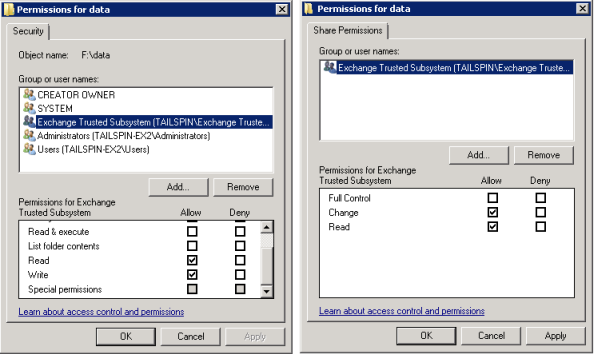 Permissions for data
Security
Object name: F:\data
Group or user names:
CREATOR OWNER
SYSTEM
Exchange Trusted Subsystem (TAILSPIN\Exchange Truste...
Administrators (TAILSPIN-EX2\Administrators)
Users (TAILSPIN-EX2\Users)
Add...
Remove
Permissions for Exchange
Trusted Subsystem
Allow
Deny
Read & execute
List folder contents
Read
Write
Special permissions
Learn about access control and permissions
OK
Cancel
Apply
Permissions for data
Share Permissions
Group or user names:
Exchange Trusted Subsystem (TAILSPIN\Exchange Truste...
Add...
Remove
Permissions for Exchange
Trusted Subsystem
Allow
Deny
Full Control
Change
Read
Learn about access control and permissions
OK
Cancel
Apply